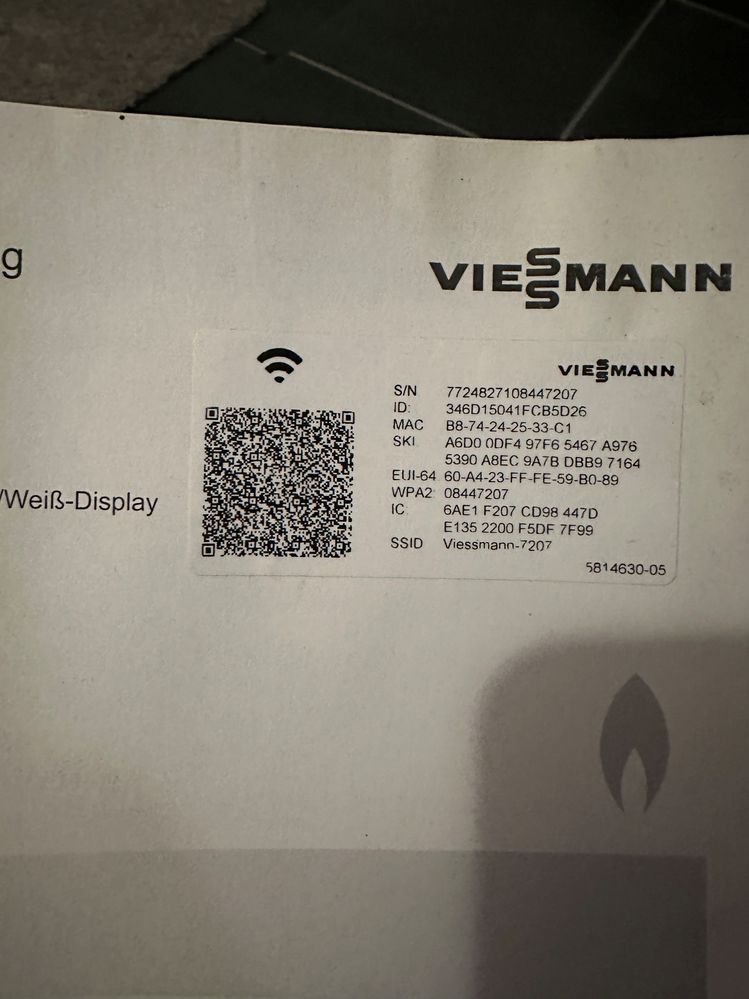 g
VIESSMANN
VIESSMANN
S/N 7724827108447207
ID: 346D15041FCB5D26
MAC B8-74-24-25-33-C1
SKI A6D0 0DF4 97F6 5467 A976
5390 A8EC 9A7B DBB9 7164
/Weiß-Display
EUI-64 60-A4-23-FF-FE-59-B0-89
WPA2 08447207
IC: 6AE1 F207 CD98 447D
E135 2200 F5DF 7F99
SSID Viessmann-7207
5814630-05